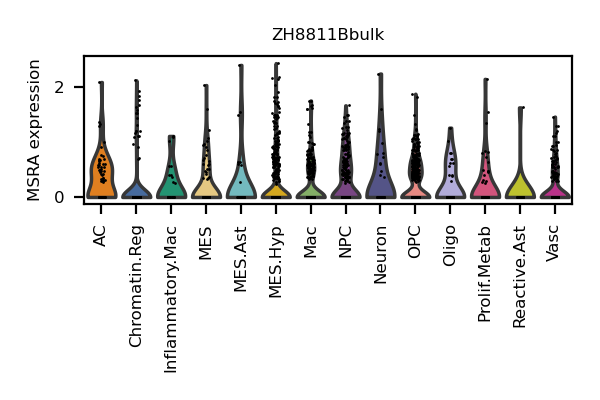 ZH8811Bbulk
MSRA expression
2
0
AC
Chromatin.Reg
Inflammatory.Mac
MES
MES.Ast
MES.Hyp
Mac
NPC
Neuron
OPC
Oligo
Prolif.Metab
Reactive.Ast
Vasc